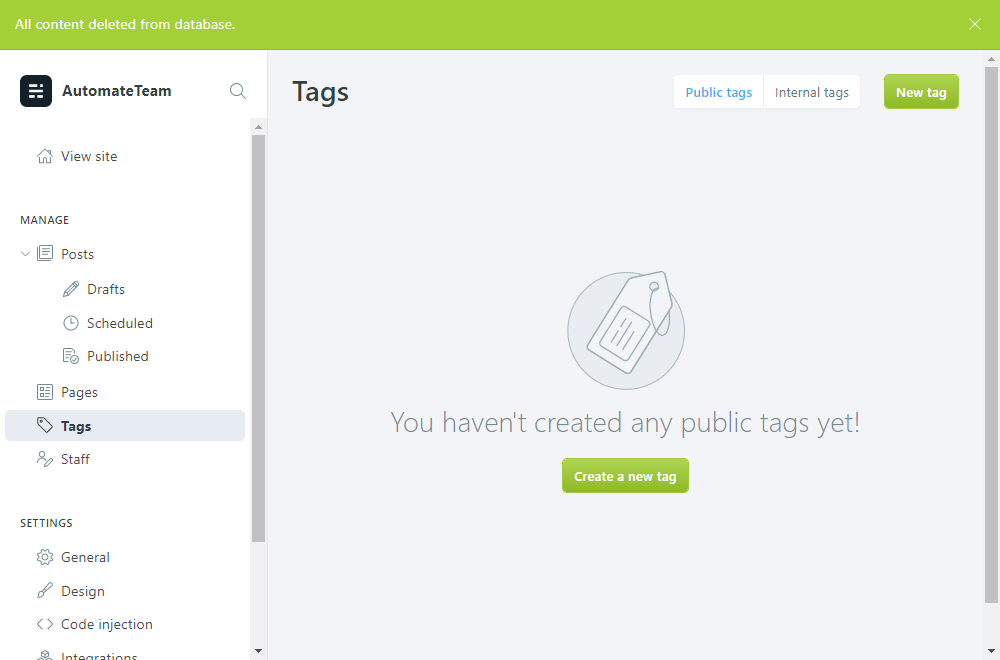 All content deleted from database.
AutomateTeam
View site
MANAGE
Posts
Drafts
Scheduled
Published
Pages
Tags
Staff
SETTINGS
General
Design
Code injection
Integrations
Tags
Public tags
Internal tags
New tag
You haven't created any public tags yet!
Create a new tag